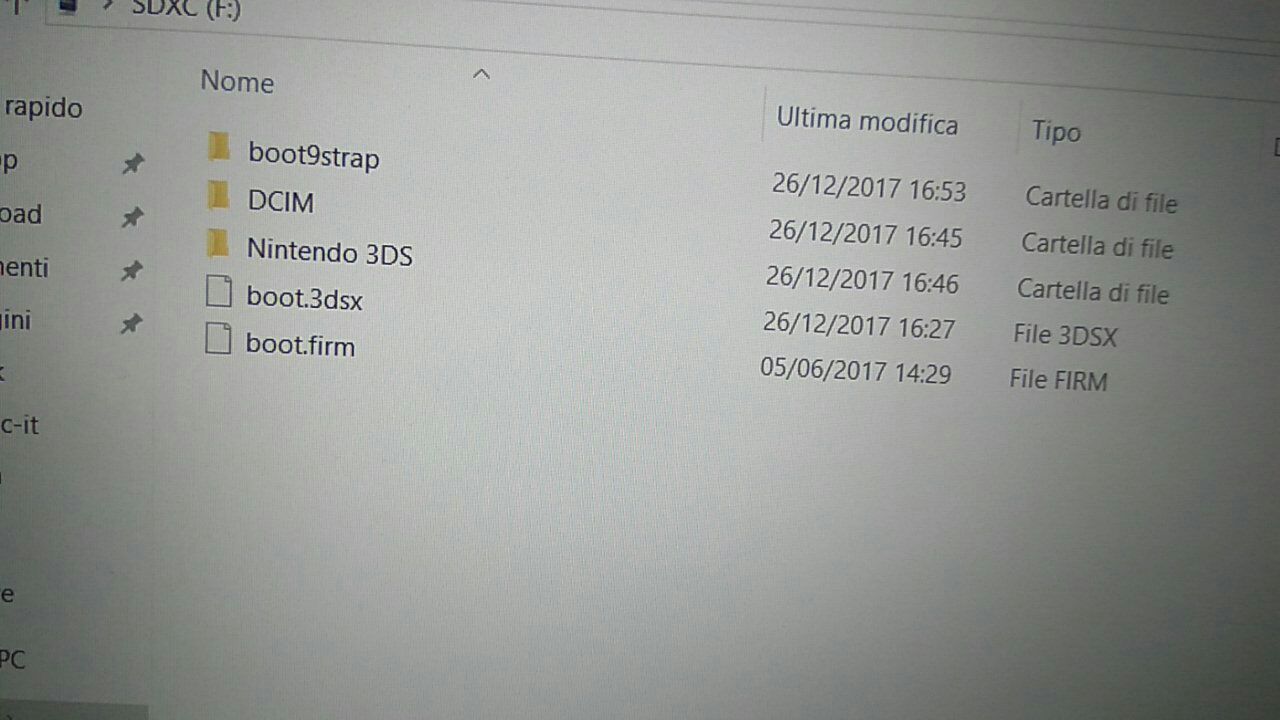 SDXC (F:)
Nome
Ultima modifica
Tipo
rapido
boot9strap
26/12/2017 16:53
Cartella di file
DCIM
26/12/2017 16:45
Cartella di file
Nintendo 3DS
26/12/2017 16:46
Cartella di file
boot.3dsx
26/12/2017 16:27
File 3DSX
boot.firm
05/06/2017 14:29
File FIRM
op
oad
nenti
gini
c-it
e
PC